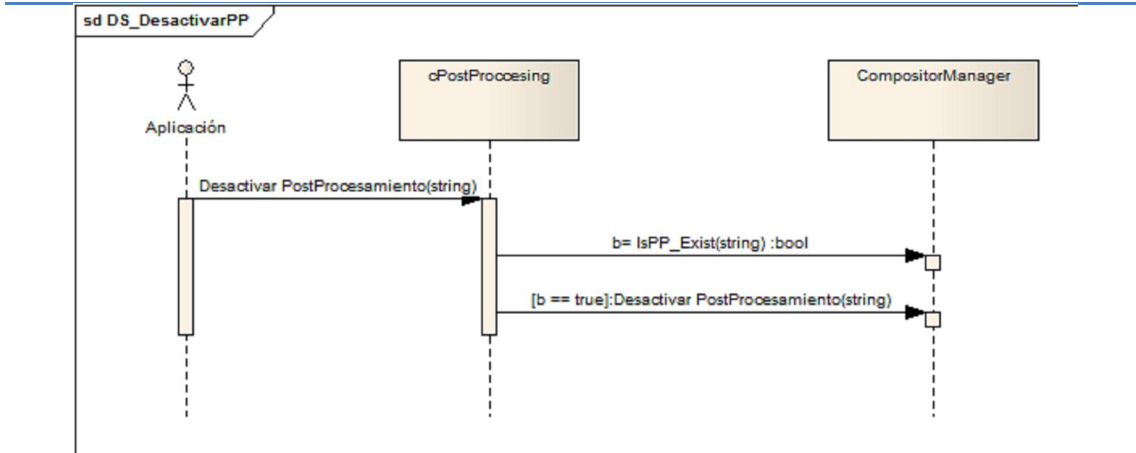 sd DS_DesactivarPP
cPostProccesing
CompositorManager
Aplicación
Desactivar PostProcesamiento(string)
b= IsPP_Exist(string) :bool
[b == true]:Desactivar PostProcesamiento(string)